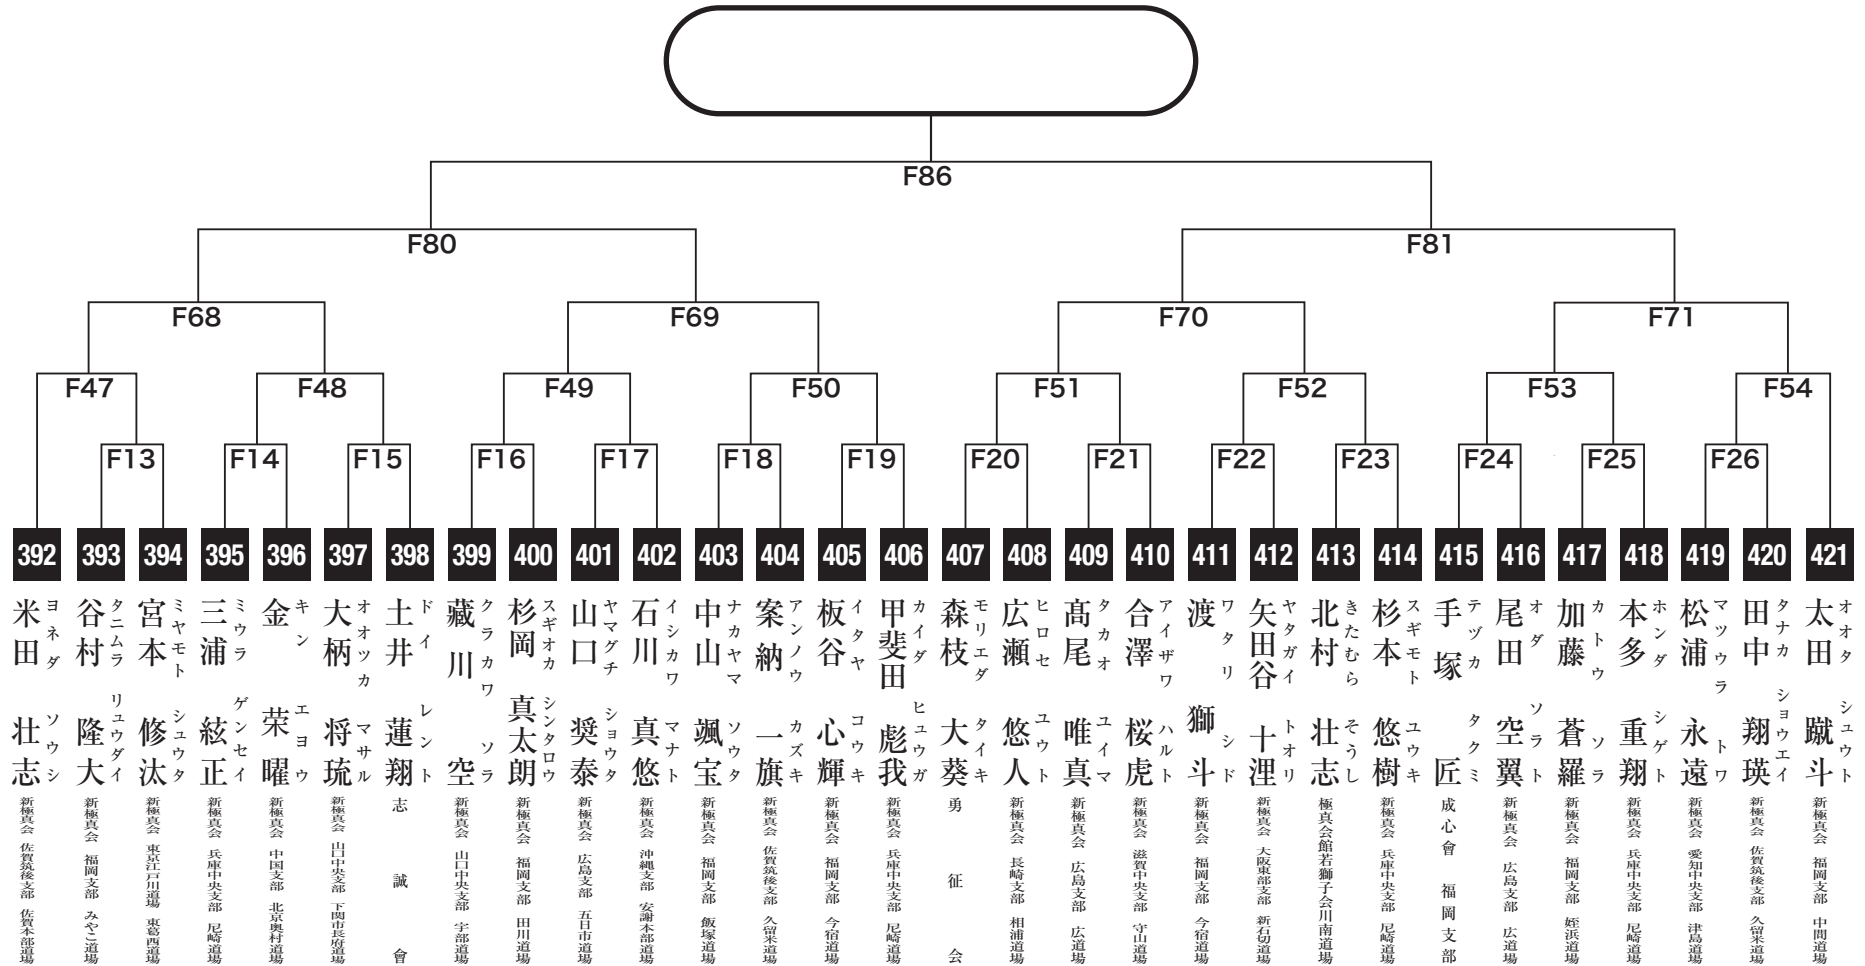 F86
F80
F81
F68
F69
F70
F71
F47
F48
F49
F50
F51
F52
F53
F54
F13
F14
F15
F16
F17
F18
F19
F20
F21
F22
F23
F24
F25
F26
392
393
394
395
396
397
398
399
400
401
402
403
404
405
406
407
408
409
410
411
412
413
414
415
416
417
418
419
420
421
米田 壮志
ヨネダ ソウシ
新極真会 佐賀筑後支部 佐賀本部道場
谷村 隆大
タニムラ リュウダイ
新極真会 福岡支部 みやこ道場
宮本 修汰
ミヤモト シュウタ
新極真会 東京江戸川道場 東葛西道場
三浦 絃正
ミウラ ゲンセイ
新極真会 兵庫中央支部 尼崎道場
金 荣曜
キン エヨウ
新極真会 中国支部 北京奥村道場
大柄 将琉
オオツカ マサル
新極真会 山口中央支部 下関市長府道場
土井 蓮翔
ドイ レント
志誠會
藏川 空
クラカワ ソラ
新極真会 山口中央支部 宇部道場
杉岡 真太朗
スギオカ シンタロウ
新極真会 福岡支部 田川道場
山口 奨泰
ヤマグチ ショウタ
新極真会 広島支部 五日市道場
石川 真悠
イシカワ マナト
新極真会 沖縄支部 安謝本部道場
中山 颯宝
ナカヤマ ソウタ
新極真会 福岡支部 飯塚道場
案納 一旗
アンノウ カズキ
新極真会 佐賀筑後支部 久留米道場
板谷 心輝
イタヤ コウキ
新極真会 福岡支部 今宿道場
甲斐田 彪我
カイダ ヒュウガ
新極真会 兵庫中央支部 尼崎道場
森枝 大葵
モリエダ タイキ
勇征会
広瀬 悠人
ヒロセ ユウト
新極真会 長崎支部 相浦道場
髙尾 唯真
タカオ ユイマ
新極真会 広島支部 広道場
合澤 桜虎
アイザワ ハルト
新極真会 滋賀中央支部 守山道場
渡 獅斗
ワタリ シド
新極真会 福岡支部 今宿道場
矢田谷 十浬
ヤタガイ トオリ
新極真会 大阪東部支部 新石切道場
北村 壮志
きたむら そうし
極真会館若獅子会川南道場
杉本 悠樹
スギモト ユウキ
新極真会 兵庫中央支部 尼崎道場
手塚 匠
テヅカ タクミ
成心會 福岡支部
尾田 空翼
オダ ソラト
新極真会 広島支部 広道場
加藤 蒼羅
カトウ ソラ
新極真会 福岡支部 姪浜道場
本多 重翔
ホンダ シゲト
新極真会 兵庫中央支部 尼崎道場
松浦 永遠
マツウラ トワ
新極真会 愛知中央支部 津島道場
田中 翔瑛
タナカ ショウエイ
新極真会 佐賀筑後支部 久留米道場
太田 蹴斗
オオタ シュウト
新極真会 福岡支部 中間道場